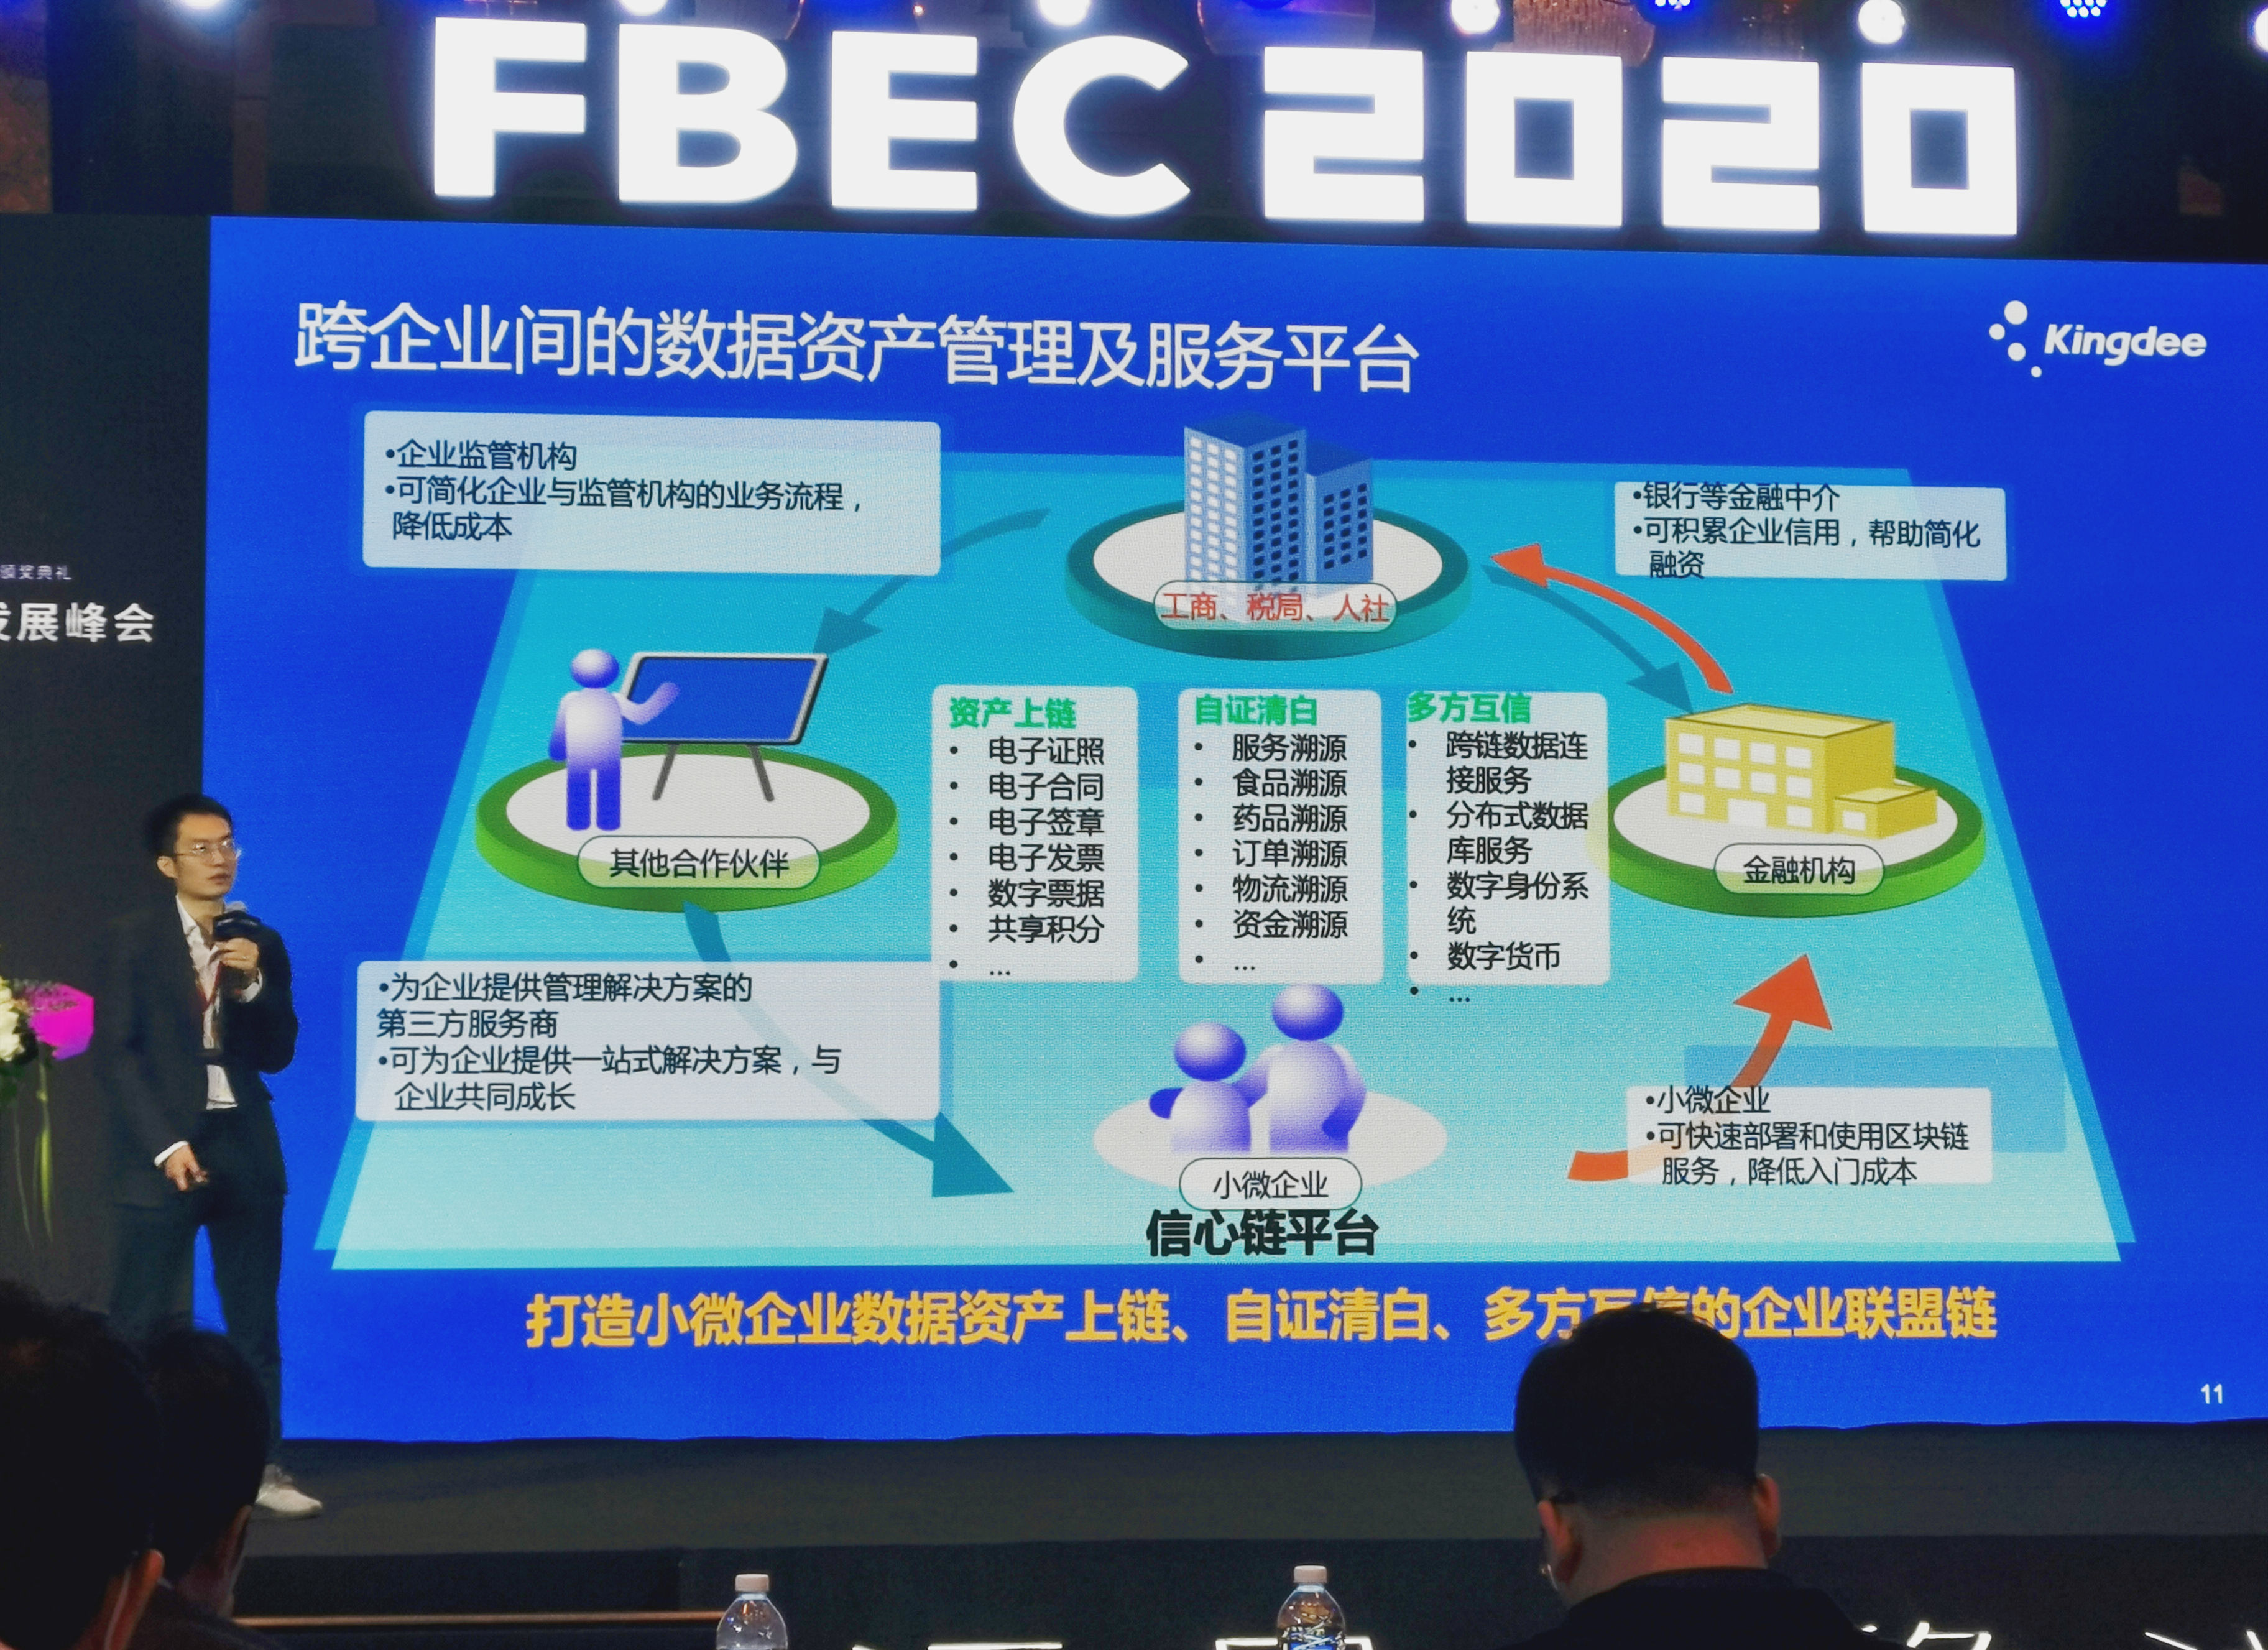 FBEC 2020
跨企业间的数据资产管理及服务平台
Kingdee
•企业监管机构
•可简化企业与监管机构的业务流程，
降低成本
•银行等金融中介
•可积累企业信用，帮助简化
融资
颁奖典礼
发展峰会
工商、税局、人社
资产上链
• 电子证照
• 电子合同
• 电子签章
• 电子发票
• 数字票据
• 共享积分
• ...
自证清白
• 服务溯源
• 食品溯源
• 药品溯源
• 订单溯源
• 物流溯源
• 资金溯源
• ...
多方互信
• 跨链数据连
接服务
• 分布式数据
库服务
• 数字身份系
统
• 数字货币
• ...
其他合作伙伴
金融机构
•为企业提供管理解决方案的
第三方服务商
•可为企业提供一站式解决方案，与
企业共同成长
•小微企业
•可快速部署和使用区块链
服务，降低入门成本
小微企业
信心链平台
打造小微企业数据资产上链、自证清白、多方互信的企业联盟链
11